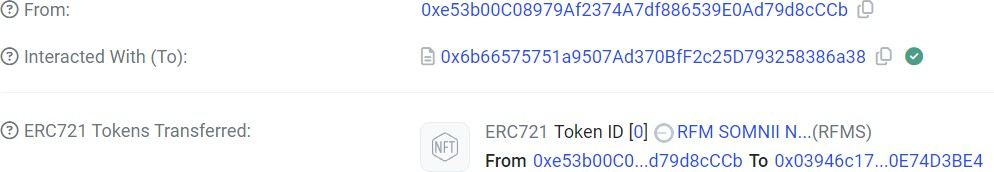 From: 0xe53b00C08979Af2374A7df886539E0Ad79d8cCCb
Interacted With (To): 0x6b66575751a9507Ad370BfF2c25D793258386a38
ERC721 Tokens Transferred:
NFT
ERC721 Token ID [0] RFM SOMNII N...(RFMS)
From 0xe53b00C0...d79d8cCCb To 0x03946c17...0E74D3BE4